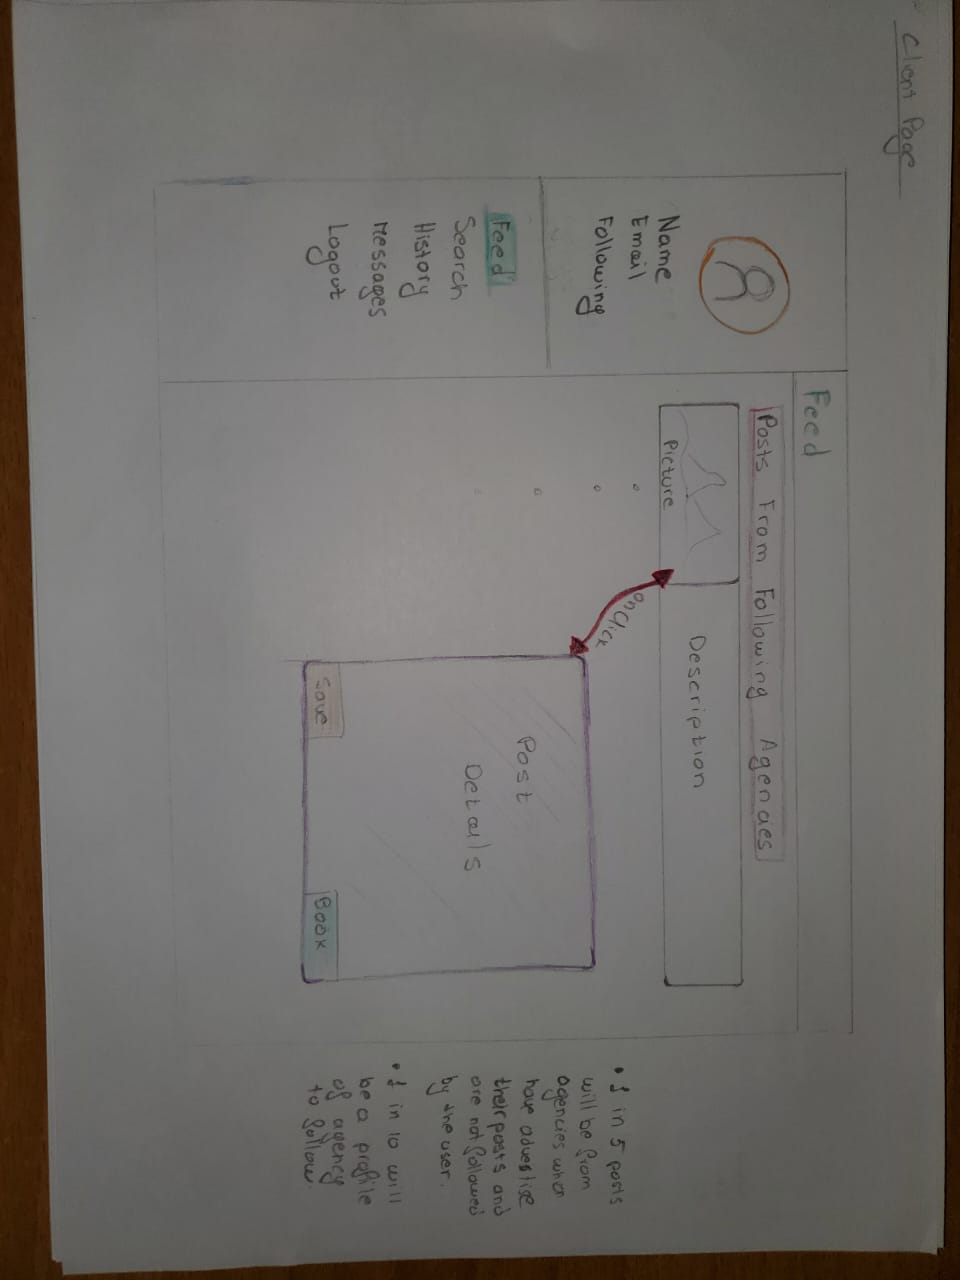 Client Page
Feed
Posts From Following Agencies
Picture
Description
onClick
Name
Email
Following
Feed
Search
History
Messages
Logout
Post
Details
Save
Book
• 1 in 5 posts
will be from
agencies who
have advertise
their posts and
are not followed
by the user.
• 1 in 10 will
be a profile
of agency
to follow.